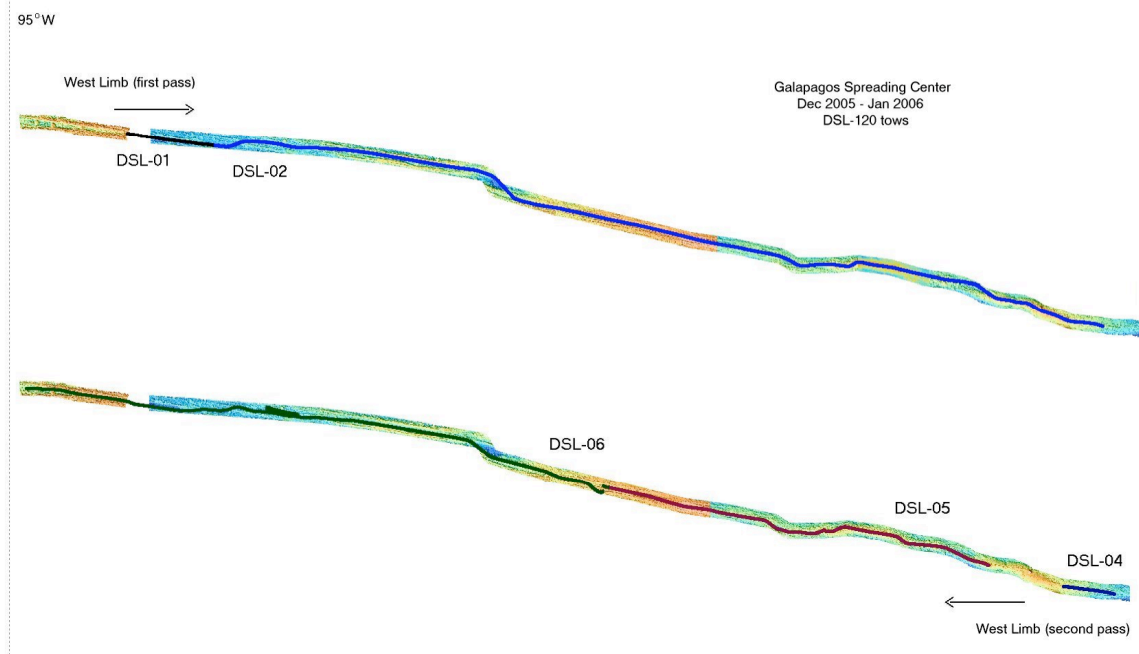 95°W
West Limb (first pass)
Galapagos Spreading Center
Dec 2005 - Jan 2006
DSL-120 tows
DSL-01
DSL-02
DSL-06
DSL-05
DSL-04
West Limb (second pass)